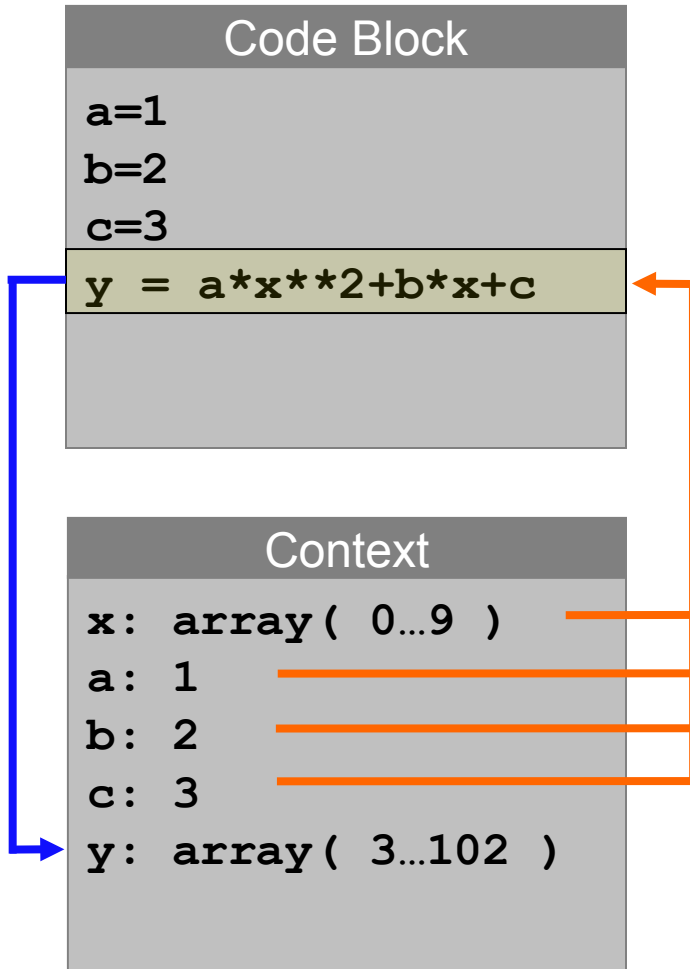 Code Block
a=1
b=2
c=3
y = a*x**2+b*x+c
Context
x: array( 0…9 )
a: 1
b: 2
c: 3
y: array( 3…102 )